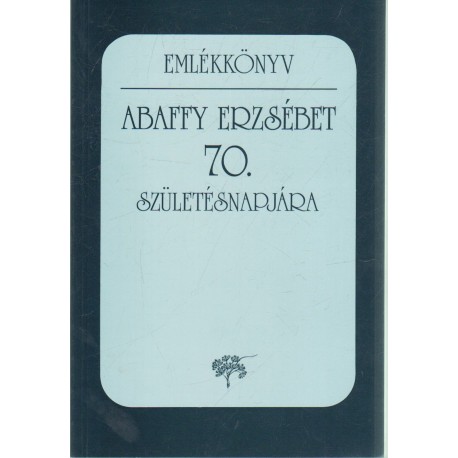 EMLÉKKÖNYV
ABAFFY ERZSÉBET
70.
SZÜLETÉSNAPJÁRA